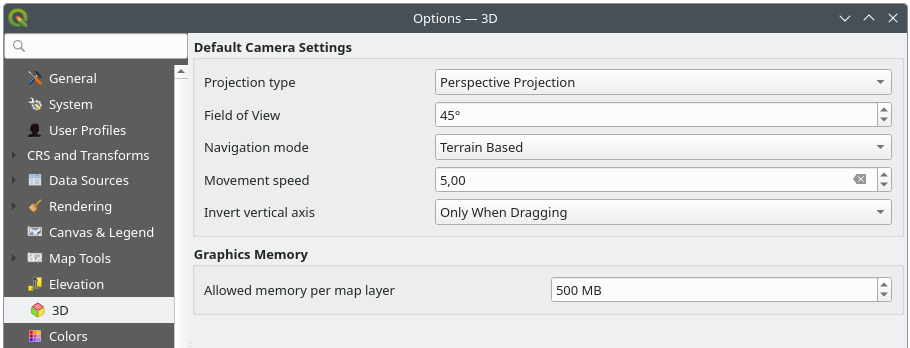 Options — 3D
General
System
User Profiles
CRS and Transforms
Data Sources
Rendering
Canvas & Legend
Map Tools
Elevation
3D
Colors
Default Camera Settings
Projection type Perspective Projection
Field of View 45°
Navigation mode Terrain Based
Movement speed 5,00
Invert vertical axis Only When Dragging
Graphics Memory
Allowed memory per map layer 500 MB